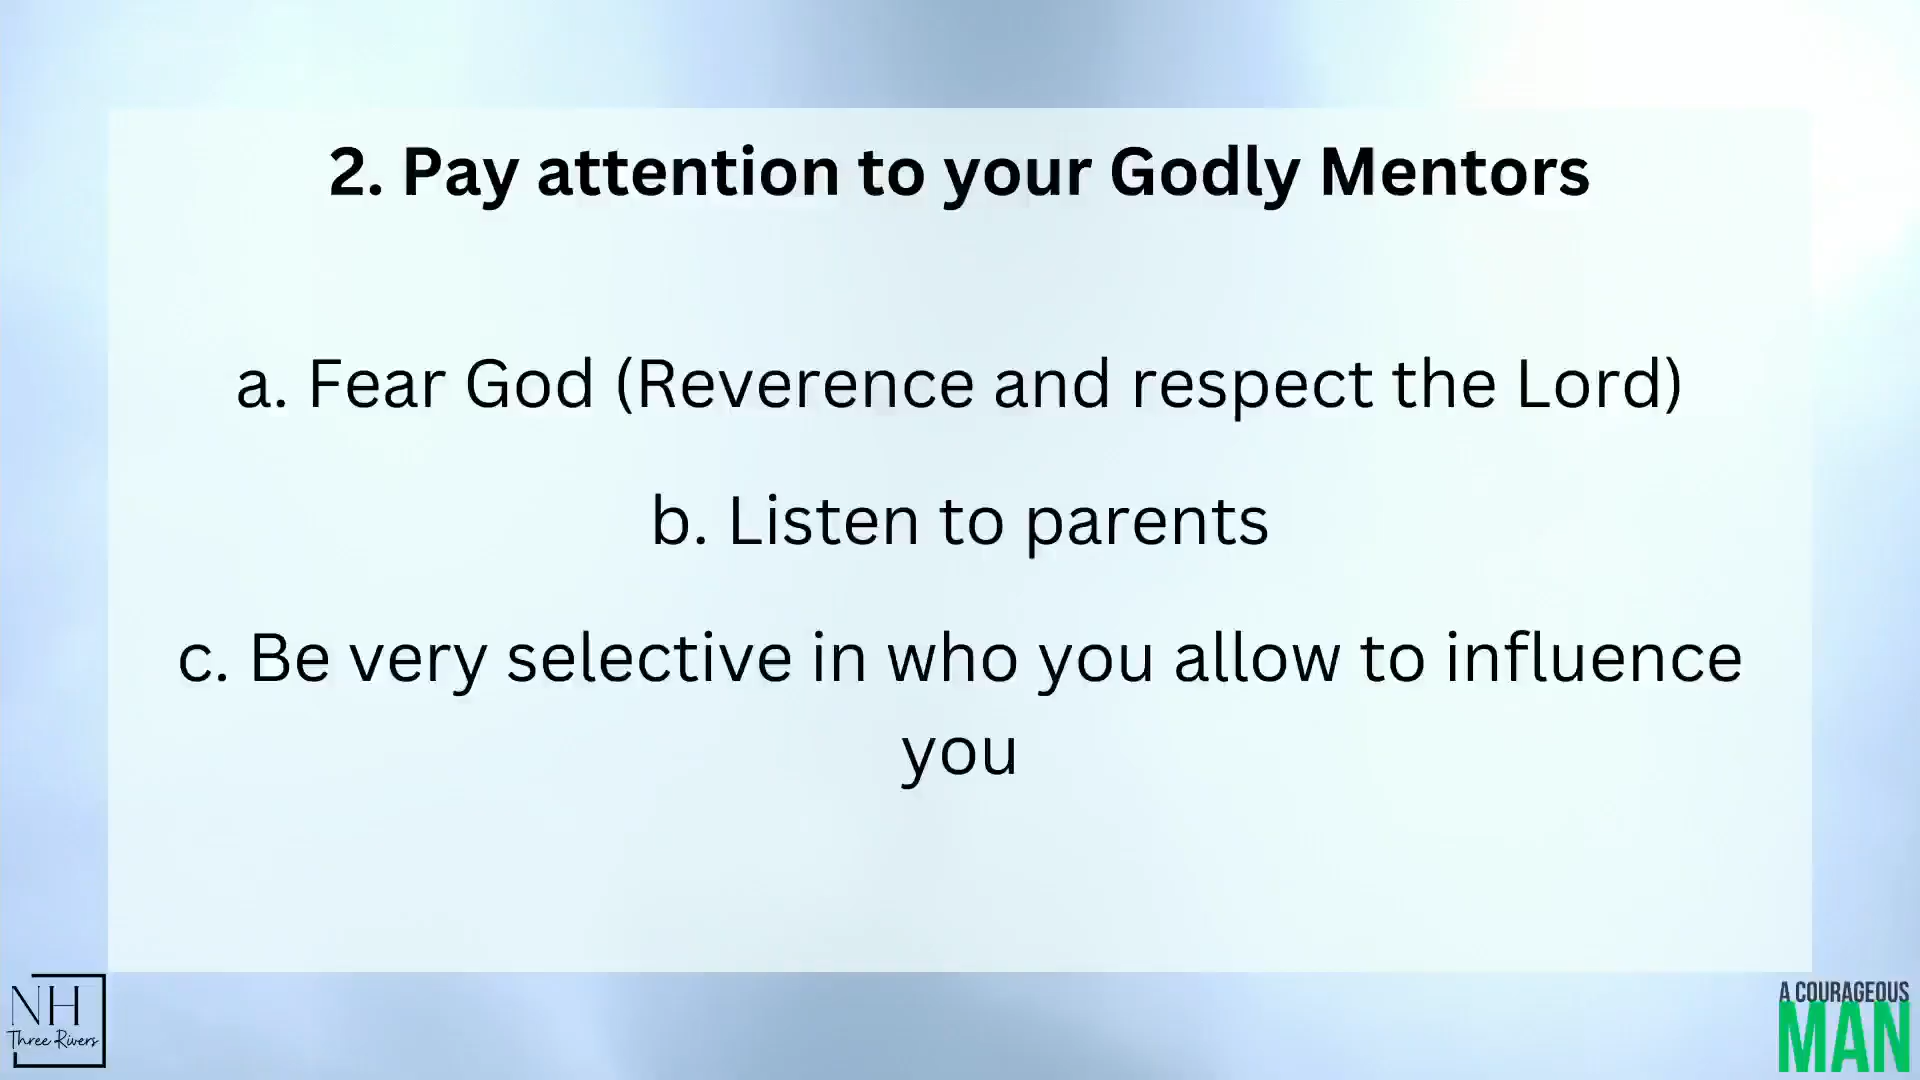 2. Pay attention to your Godly Mentors
a. Fear God (Reverence and respect the Lord)
b. Listen to parents
c. Be very selective in who you allow to influence
you
NH
Three Rivers
A COURAGEOUS
MAN